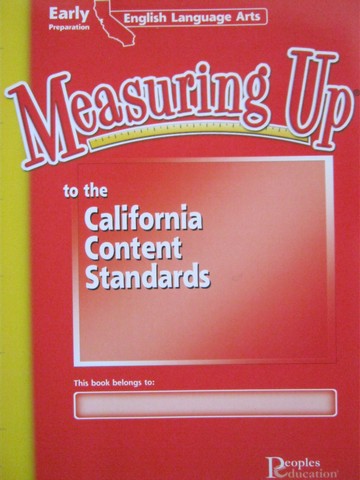 Early
Preparation
English Language Arts
Measuring Up
to the
California
Content
Standards
This book belongs to:
Peoples
Education